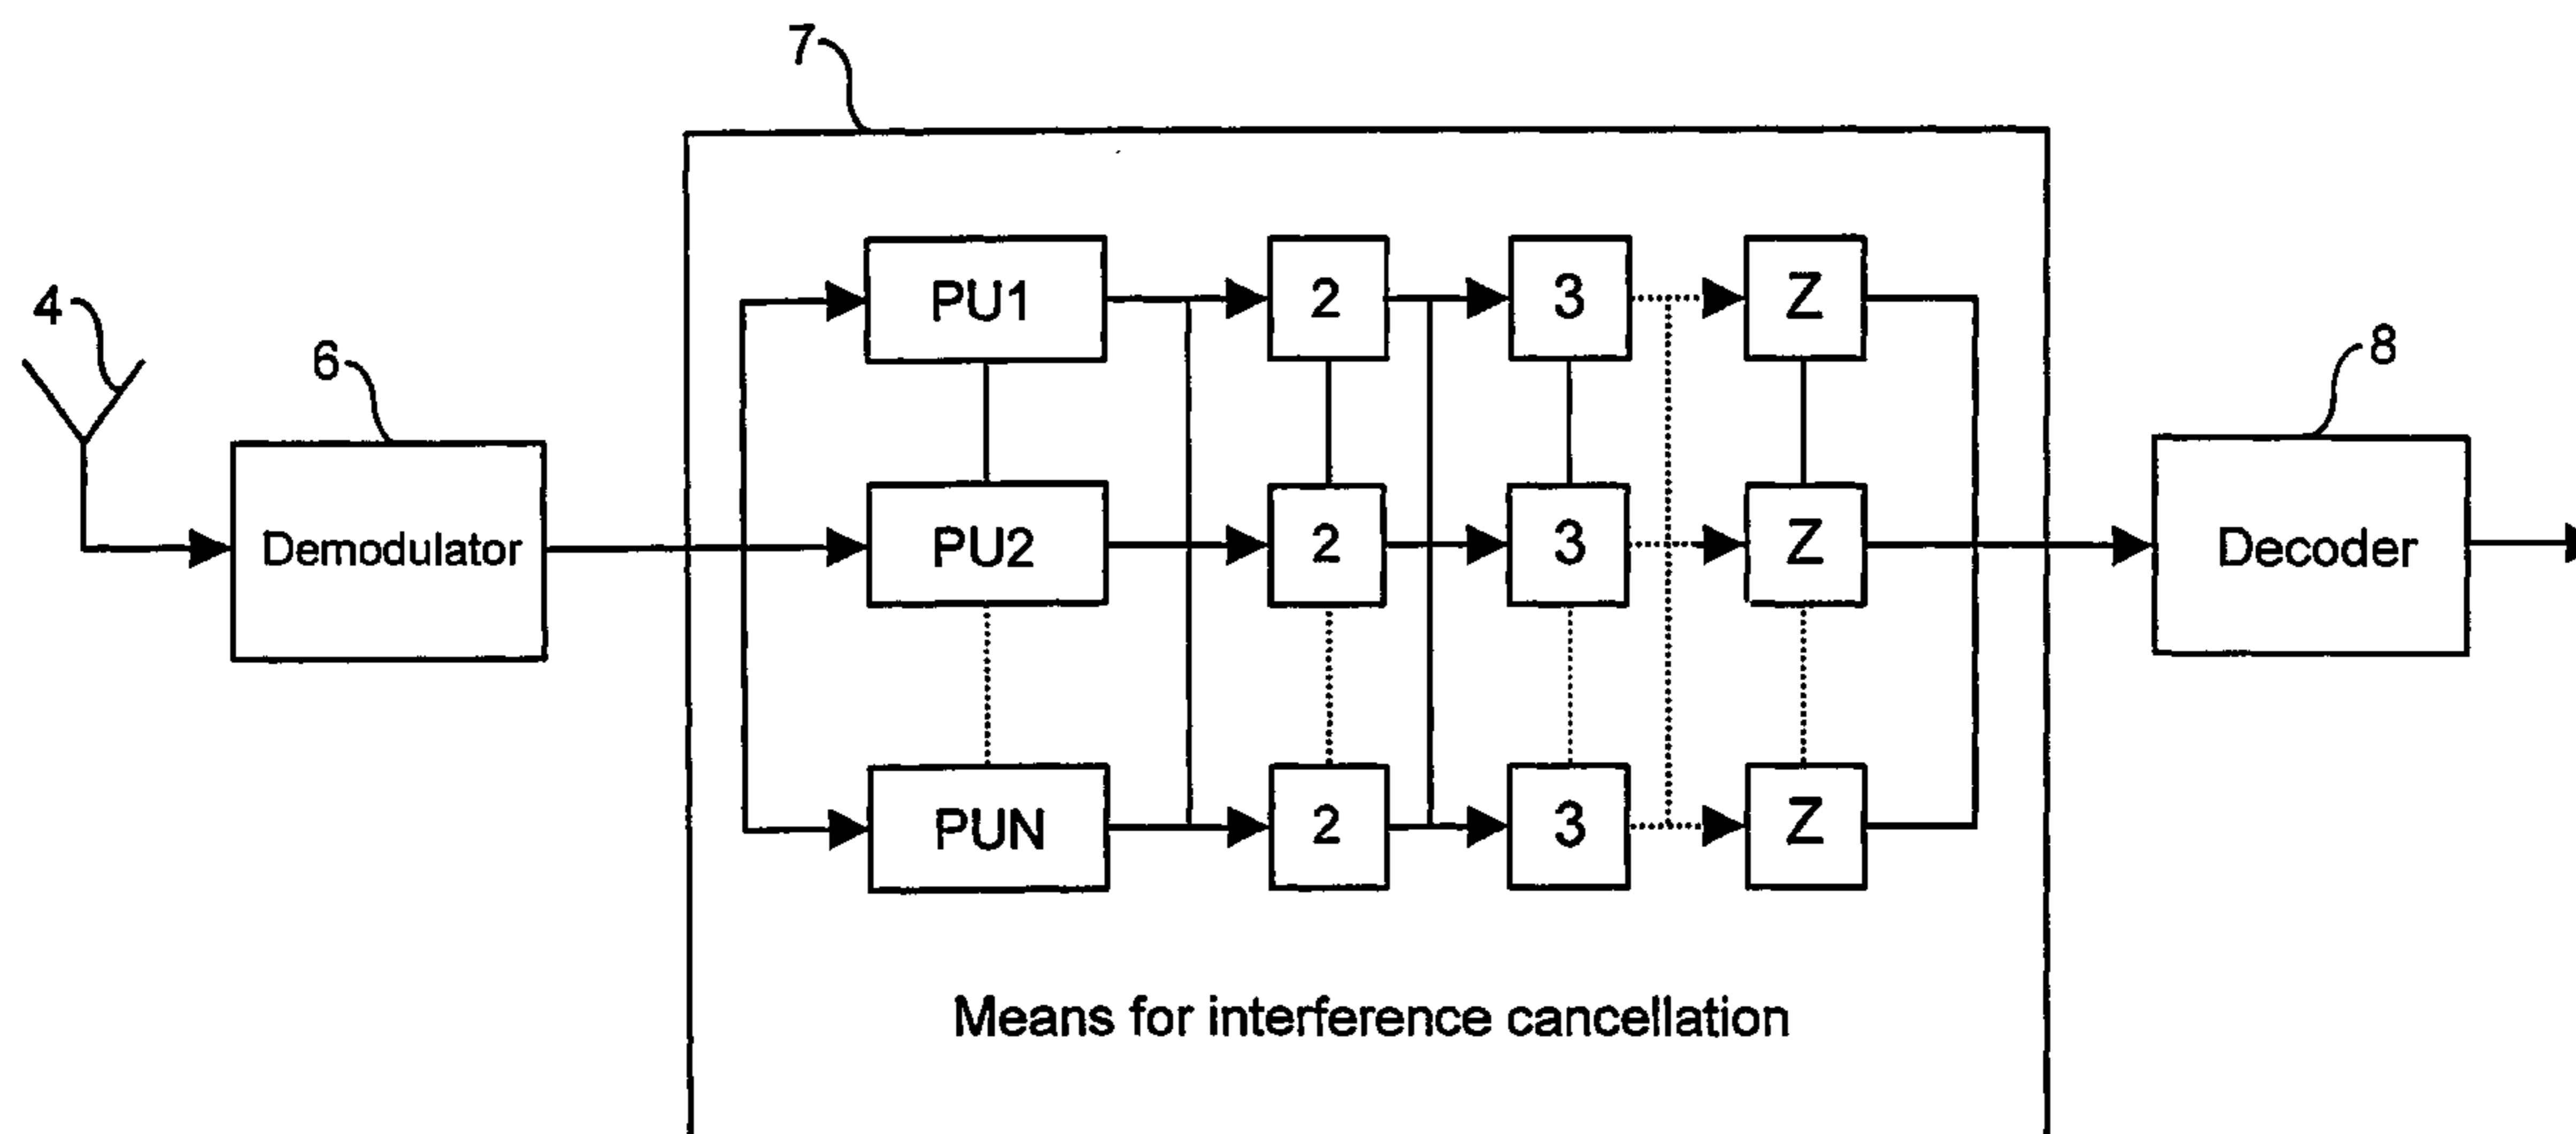 7
4
6
8
PU1
2
3
Z
Demodulator
PU2
2
3
Z
Decoder
PUN
2
3
Z
Means for interference cancellation